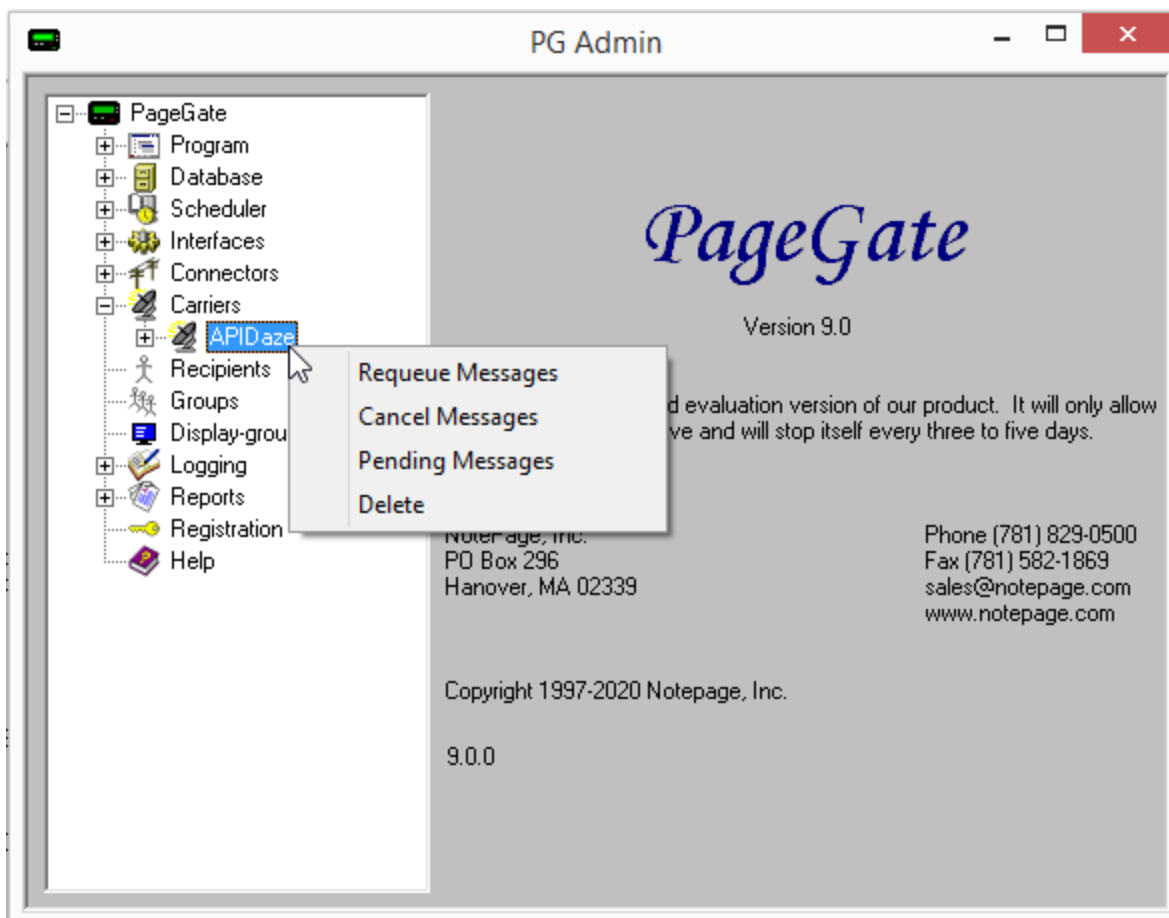 PG Admin
PageGate
Program
Database
Scheduler
Interfaces
Connectors
Carriers
APIDaze
Recipients
Groups
Display-grou
Logging
Reports
Registration
Help
Requeue Messages
Cancel Messages
Pending Messages
Delete
PageGate
Version 9.0
d evaluation version of our product. It will only allow
ve and will stop itself every three to five days.
NotePage, Inc.
PO Box 296
Hanover, MA 02339
Phone (781) 829-0500
Fax (781) 582-1869
sales@notepage.com
www.notepage.com
Copyright 1997-2020 Notepage, Inc.
9.0.0